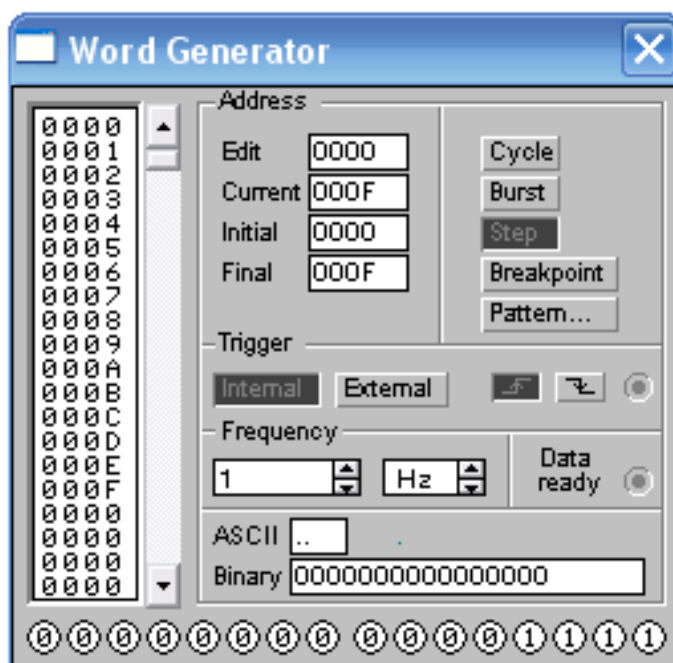 Word Generator
0000
0001
0002
0003
0004
0005
0006
0007
0008
0009
000A
000B
000C
000D
000E
000F
0000
0000
0000
0000
Address
Edit 0000
Current 000F
Initial 0000
Final 000F
Cycle
Burst
Step
Breakpoint
Pattern...
Trigger
Internal External
Frequency
1 Hz
Data
ready
ASCII ..
Binary 0000000000000000
0 0 0 0 0 0 0 0 0 0 0 0 1 1 1 1